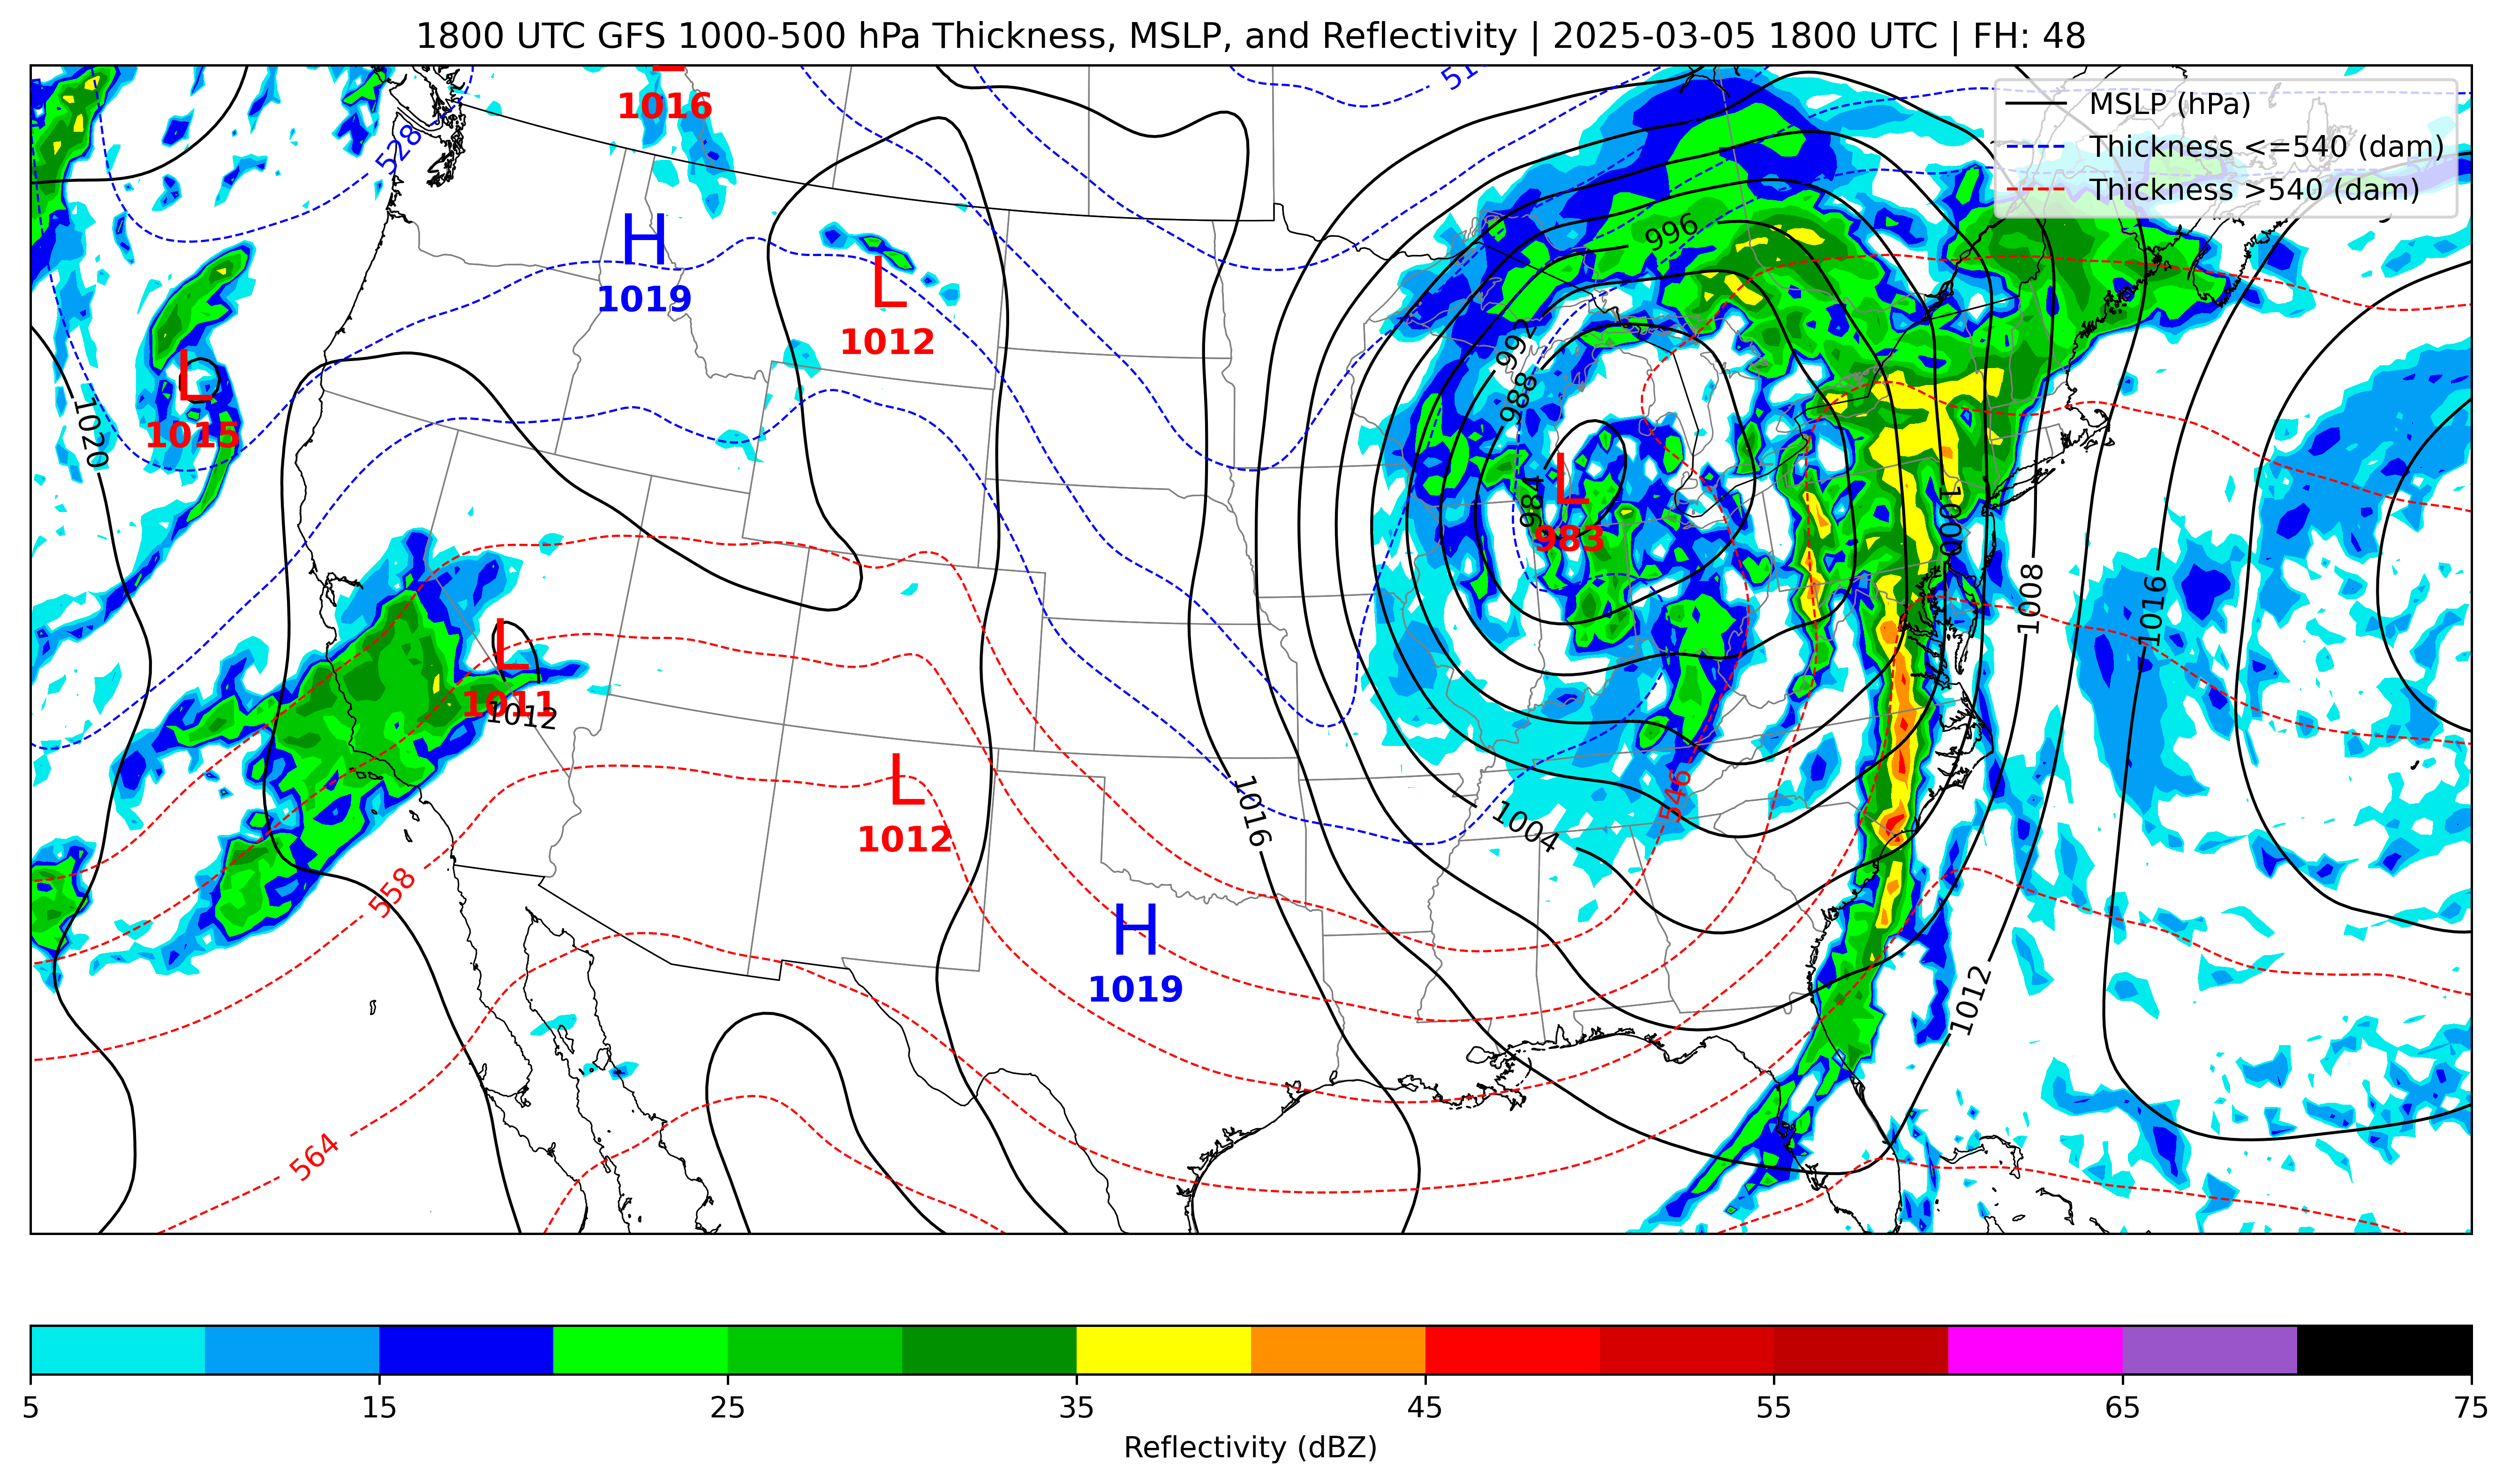 1800 UTC GFS 1000-500 hPa Thickness, MSLP, and Reflectivity | 2025-03-05 1800 UTC | FH: 48
MSLP (hPa)
Thickness <=540 (dam)
Thickness >540 (dam)
L
1016
528
996
H
1019
L
1012
992
988
L
1015
1020
984
L
983
1000
1008
1016
L
1011
1012
L
1012
1016
1004
546
558
H
1019
1012
564
5 15 25 35 45 55 65 75
Reflectivity (dBZ)